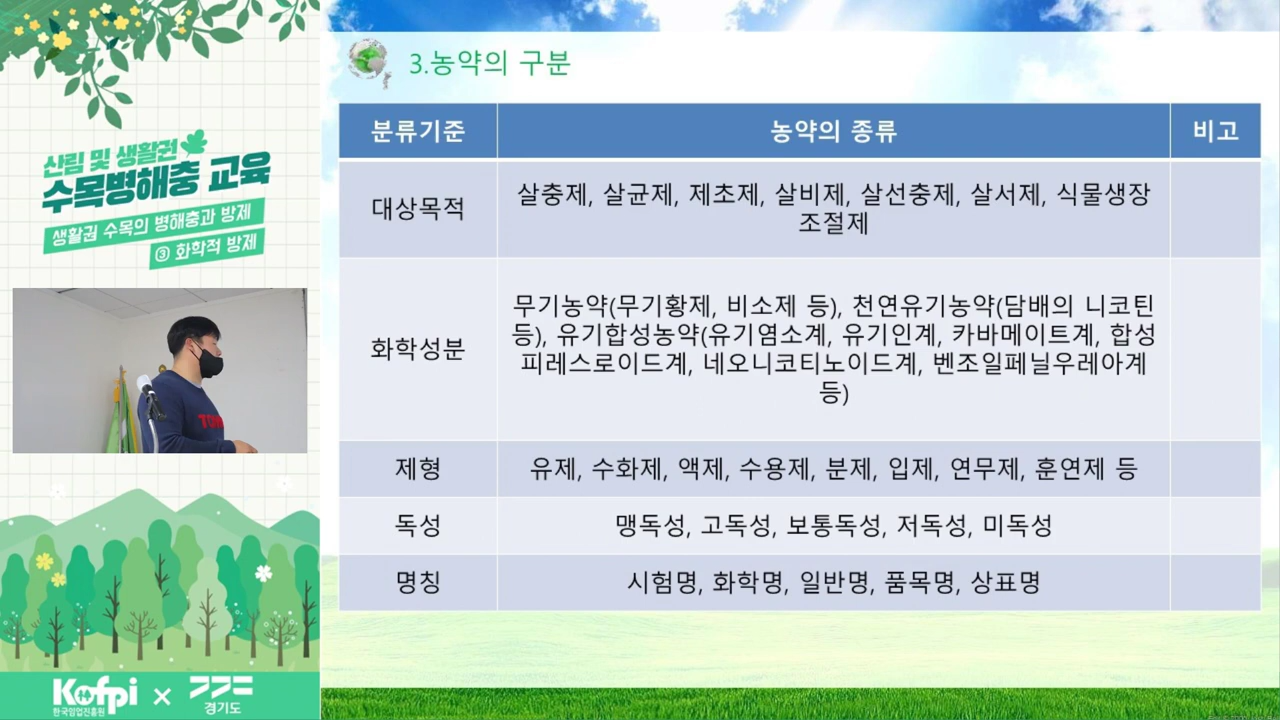 산림 및 생활권
수목병해충 교육
생활권 수목의 병해충과 방제
③ 화학적 방제
Kofpi
한국임업진흥원
×
경기도
3.농약의 구분
분류기준
농약의 종류
비고
대상목적
살충제, 살균제, 제초제, 살비제, 살선충제, 살서제, 식물생장
조절제
화학성분
무기농약(무기황제, 비소제 등), 천연유기농약(담배의 니코틴
등), 유기합성농약(유기염소계, 유기인계, 카바메이트계, 합성
피레스로이드계, 네오니코티노이드계, 벤조일페닐우레아계
등)
제형
유제, 수화제, 액제, 수용제, 분제, 입제, 연무제, 훈연제 등
독성
맹독성, 고독성, 보통독성, 저독성, 미독성
명칭
시험명, 화학명, 일반명, 품목명, 상표명